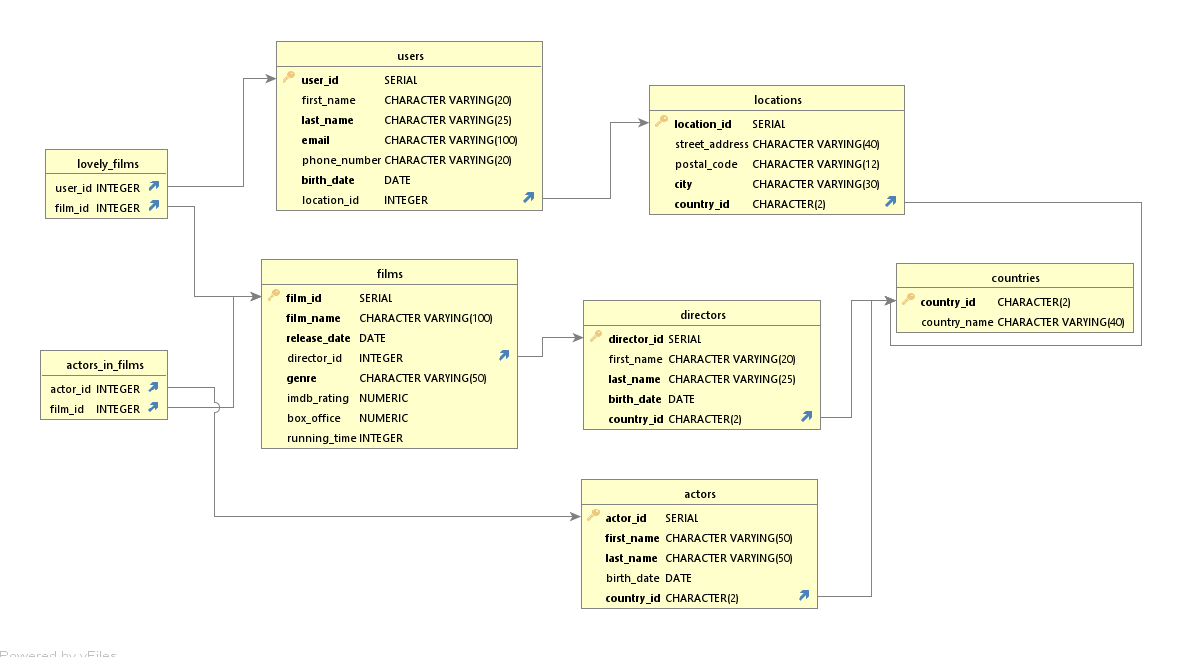 users
user_id SERIAL
first_name CHARACTER VARYING(20)
last_name CHARACTER VARYING(25)
email CHARACTER VARYING(100)
phone_number CHARACTER VARYING(20)
birth_date DATE
location_id INTEGER
locations
location_id SERIAL
street_address CHARACTER VARYING(40)
postal_code CHARACTER VARYING(12)
city CHARACTER VARYING(30)
country_id CHARACTER(2)
lovely_films
user_id INTEGER
film_id INTEGER
films
film_id SERIAL
film_name CHARACTER VARYING(100)
release_date DATE
director_id INTEGER
genre CHARACTER VARYING(50)
imdb_rating NUMERIC
box_office NUMERIC
running_time INTEGER
countries
country_id CHARACTER(2)
country_name CHARACTER VARYING(40)
directors
director_id SERIAL
first_name CHARACTER VARYING(20)
last_name CHARACTER VARYING(25)
birth_date DATE
country_id CHARACTER(2)
actors_in_films
actor_id INTEGER
film_id INTEGER
actors
actor_id SERIAL
first_name CHARACTER VARYING(50)
last_name CHARACTER VARYING(50)
birth_date DATE
country_id CHARACTER(2)
Powered by yFiles